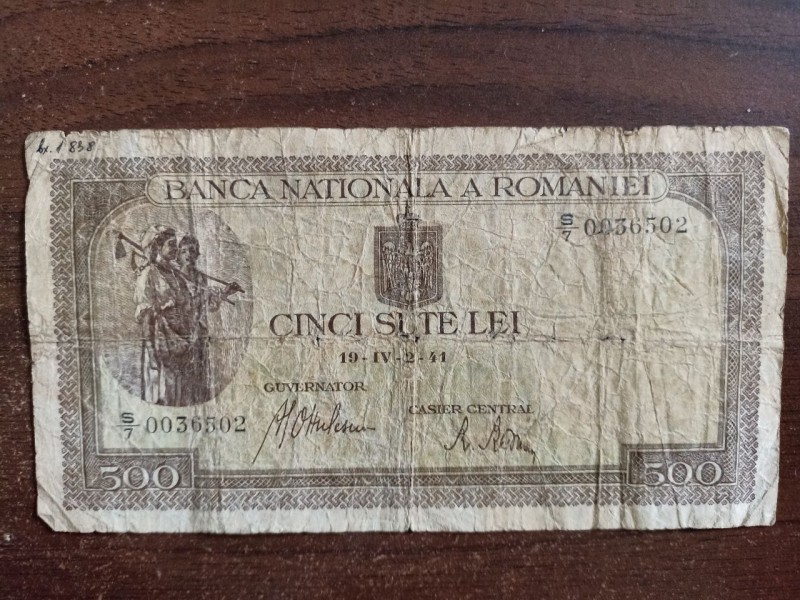 1838
BANCA NATIONALA A ROMANIEI
S/7 0036502
CINCI SUTE LEI
19-IV-2-41
GUVERNATOR
CASIER CENTRAL
S/7 0036502
500
500